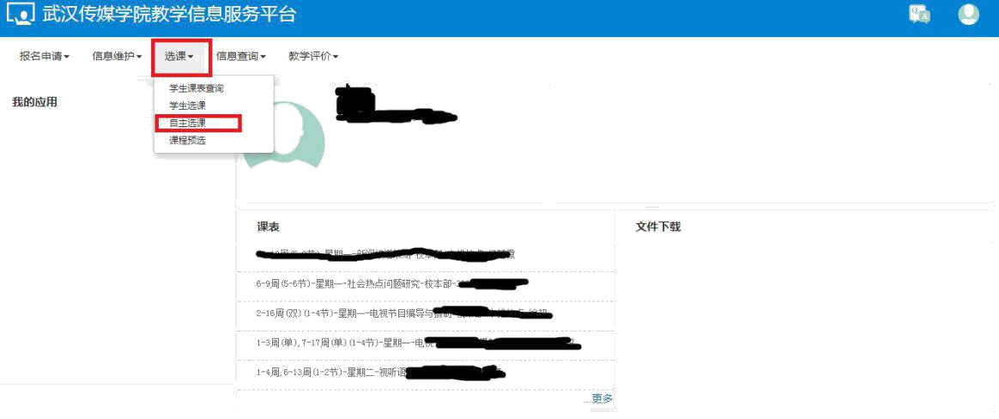 武汉传媒学院教学信息服务平台
报名申请 信息维护 选课 信息查询 教学评价
学生课表查询
学生选课
自主选课
课程预选
我的应用
课表
文件下载
6-9周(5-6节)-星期一-社会热点问题研究-校本部-
2-16周(双)(1-4节)-星期一-电视节目编导与
1-3周(单),7-17周(单)(1-4节)-星期一-电视
1-4周,6-13周(1-2节)-星期二-视听语
...更多